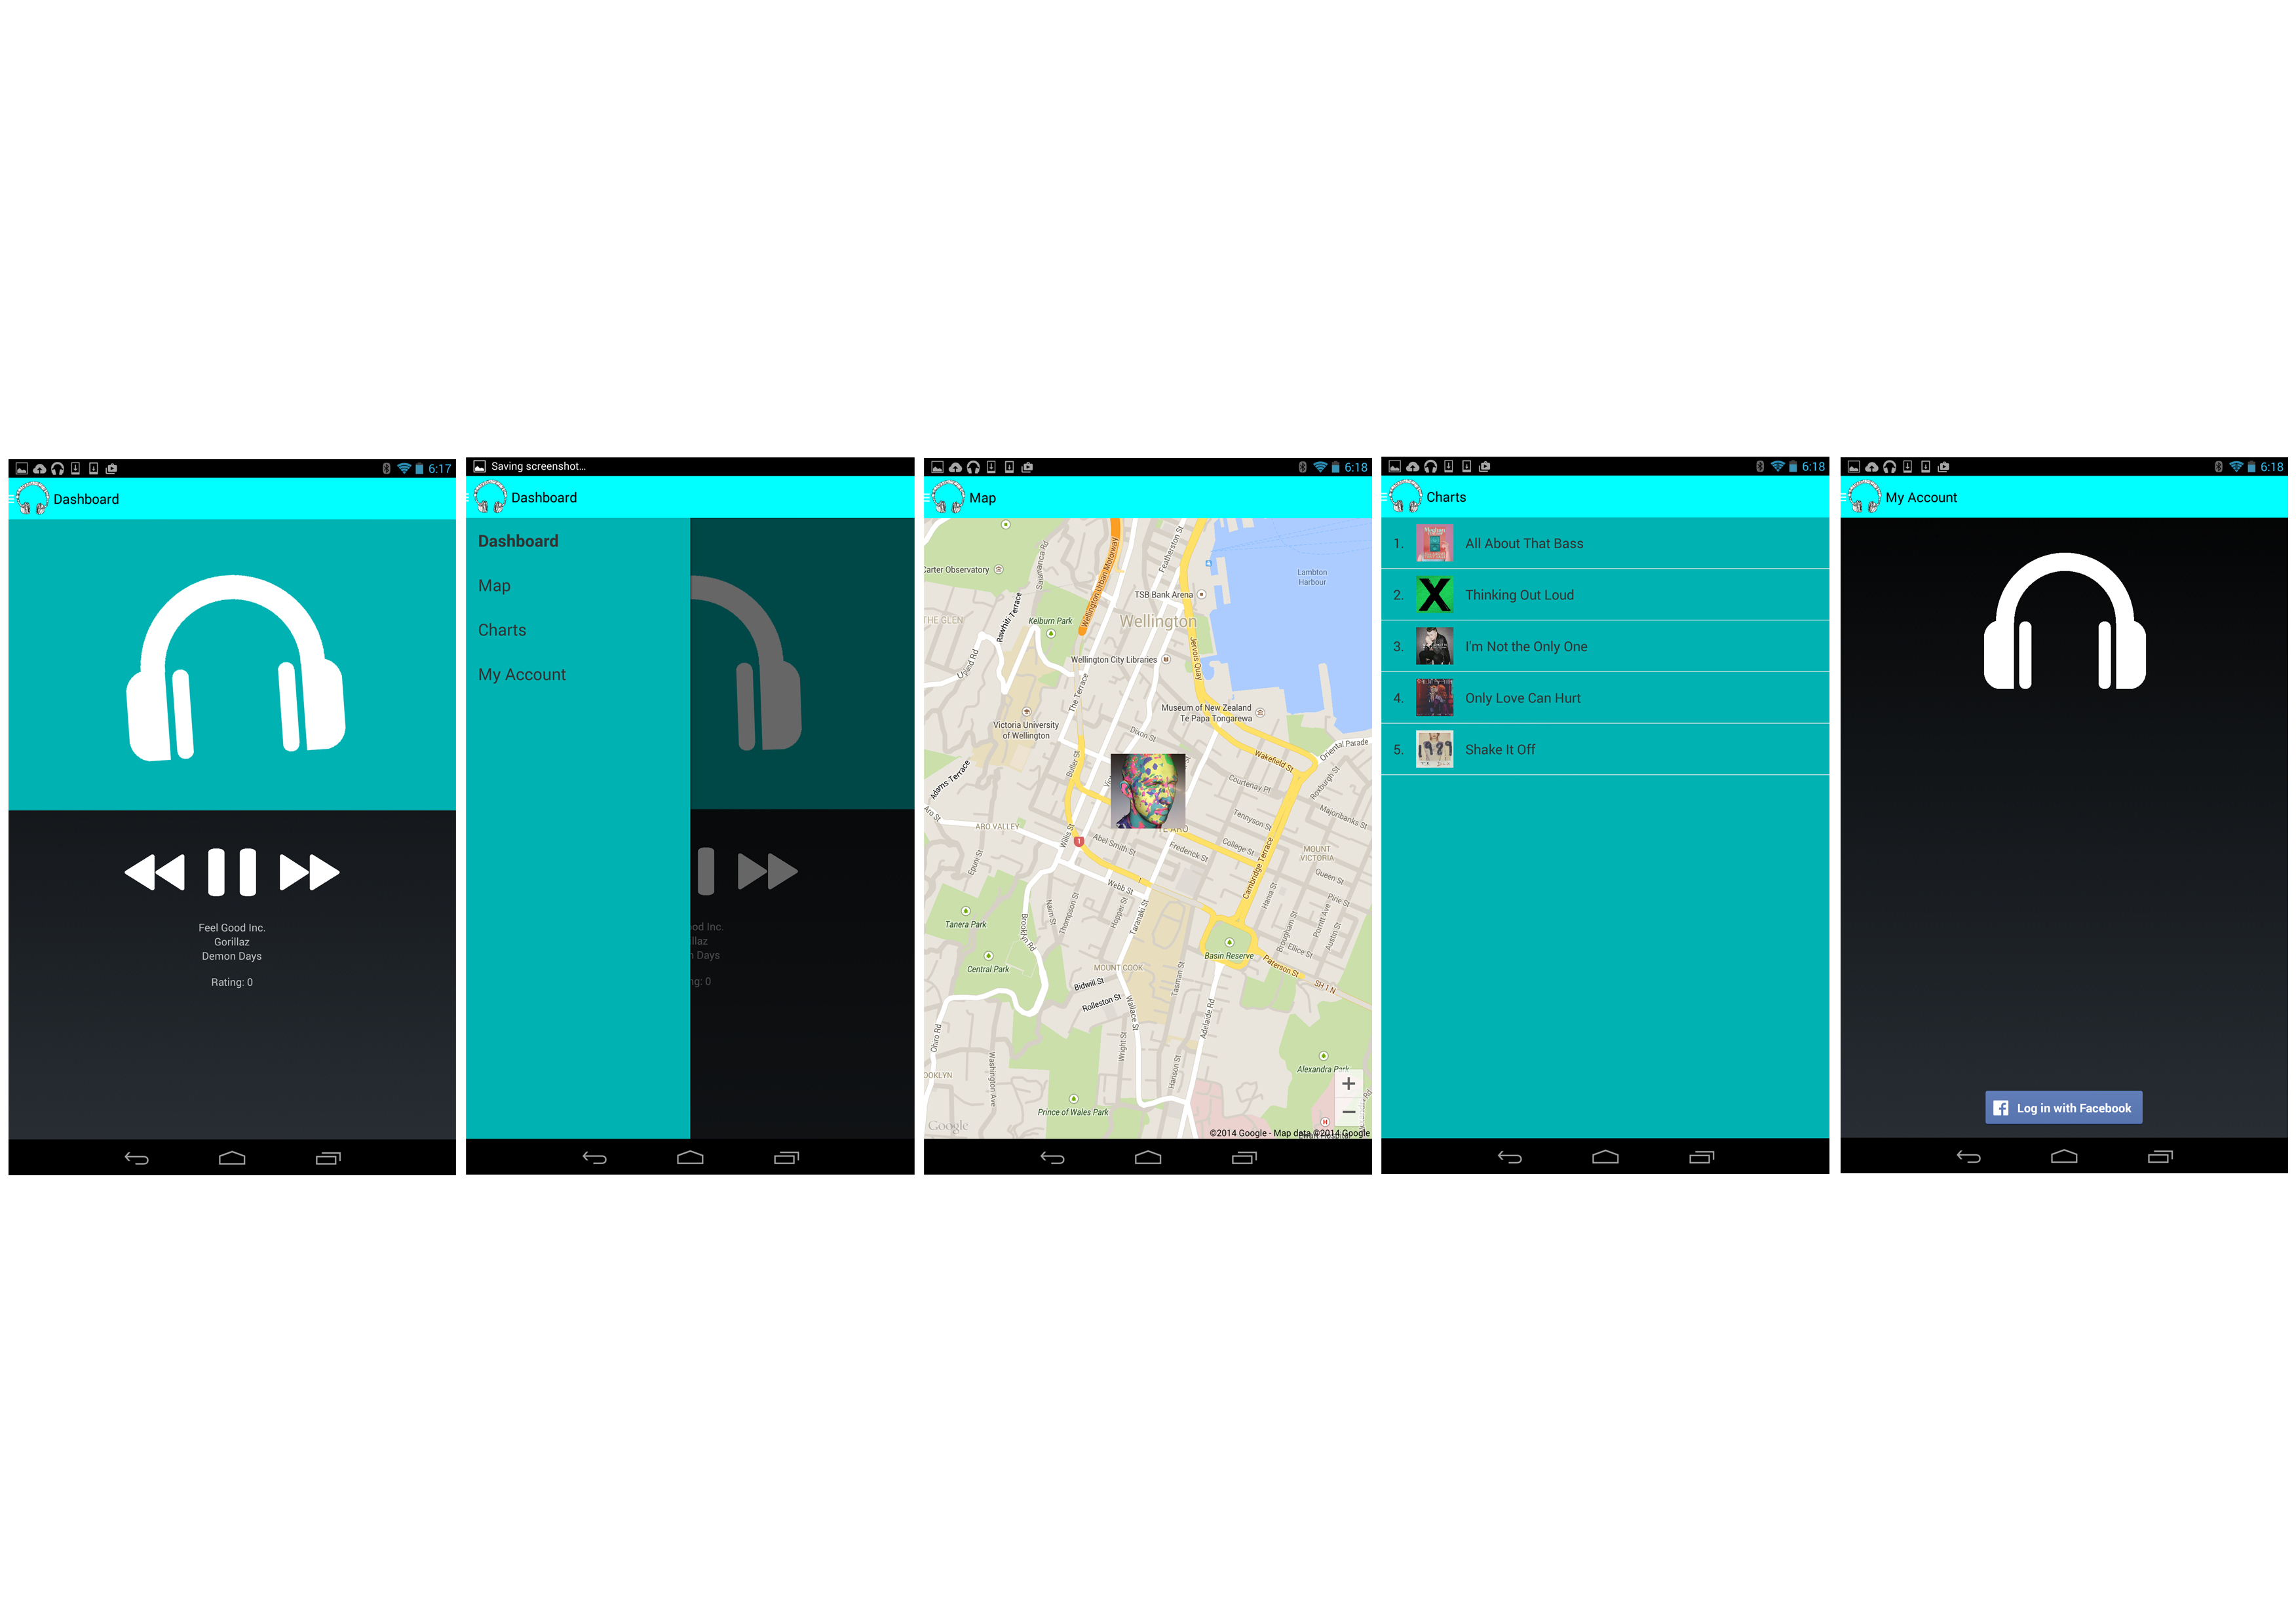 6:17
Dashboard
Feel Good Inc.
Gorillaz
Demon Days
Rating: 0
Saving screenshot...
Dashboard
Dashboard
Map
Charts
My Account
od Inc.
llaz
n Days
ng: 0
6:18
Map
Wellington Urban Motorway
Featherston St
Salamanca Rd
Carter Observatory
Lambton
Harbour
TSB Bank Arena
Rawhiti Terrace
THE GLEN
Kelburn Park
Wellington
Jervois Quay
Upland Rd
Wellington City Libraries
The Terrace
Museum of New Zealand
Te Papa Tongarewa
Victoria University
of Wellington
Dixon St
Oriental Parade
Wakefield St
Buller St
Adams Terrace
Courtenay Pl
Roxburgh St
Majoribanks St
Aro St
ARO VALLEY
Willis St
1
E ARO
Tennyson St
Abel Smith St
College St
Frederick St
MOUNT
VICTORIA
Epuni St
Cambridge Terrace
Queen St
Webb St
1
Hania St
Pirie St
Nairn St
Thompson St
Hopper St
Taranaki St
Tanera Park
Brooklyn Rd
Brougham St
Porritt Ave
Austin St
Ellice St
Basin Reserve
Central Park
MOUNT COOK
Paterson St
Bidwill St
Tasman St
SH 1 N
Rolleston St
Wallace St
Adelaide Rd
Ohiro Rd
Wright St
Washington Ave
Hanson St
Alexandra Park
OOKLYN
+
Prince of Wales Park
−
Google
©2014 Google - Map data ©2014 Google
6:18
Charts
1. All About That Bass
2. X Thinking Out Loud
3. I'm Not the Only One
4. Only Love Can Hurt
5. Shake It Off
6:18
My Account
f Log in with Facebook